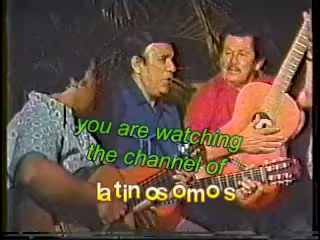 you are watching
the channel of
latinosomos